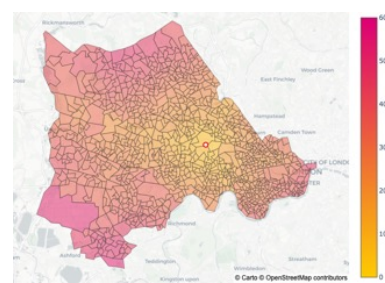 Rickmansworth
Wood Green
East Finchley
Hampstead
Camden Town
CITY OF LONDON
Richmond
Ashford
Teddington
Streatham
Wimbledon
Kingston upon
© Carto © OpenStreetMap contributors
60
50
40
30
20
10
0